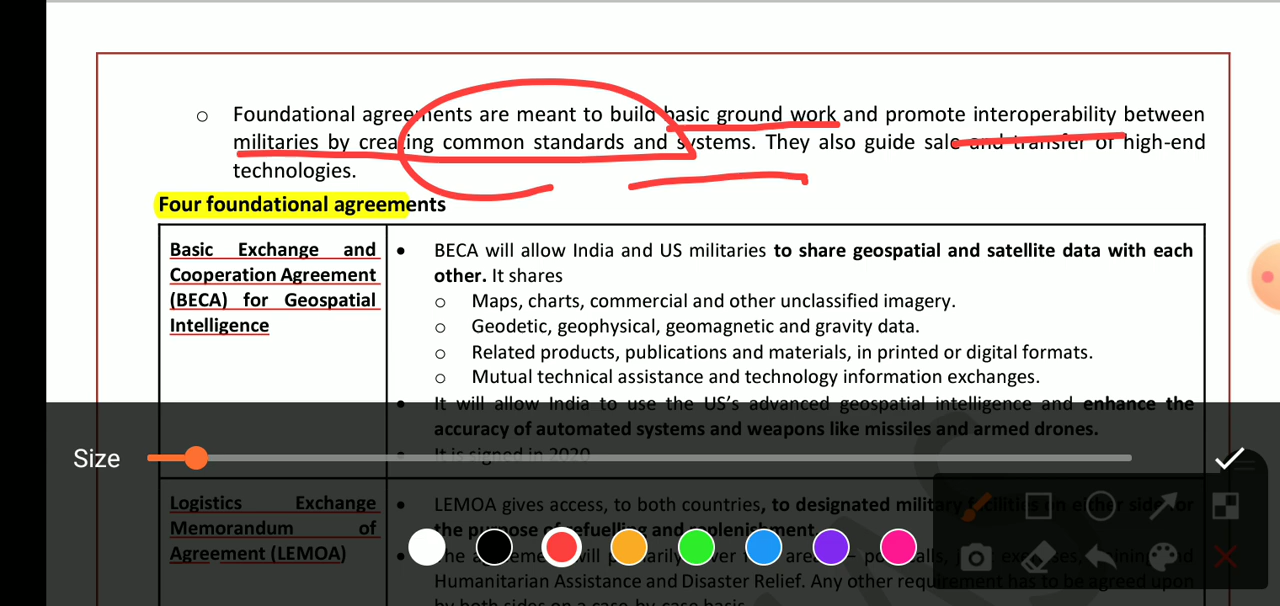 o Foundational agreements are meant to build basic ground work and promote interoperability between
militaries by creating common standards and systems. They also guide sale and transfer of high-end
technologies.
Four foundational agreements
Basic Exchange and
Cooperation Agreement
(BECA) for Geospatial
Intelligence
• BECA will allow India and US militaries to share geospatial and satellite data with each
other. It shares
o Maps, charts, commercial and other unclassified imagery.
o Geodetic, geophysical, geomagnetic and gravity data.
o Related products, publications and materials, in printed or digital formats.
o Mutual technical assistance and technology information exchanges.
• It will allow India to use the US's advanced geospatial intelligence and enhance the
accuracy of automated systems and weapons like missiles and armed drones.
• It is signed in 2020
Size
Logistics Exchange
Memorandum of
Agreement (LEMOA)
• LEMOA gives access, to both countries, to designated military facilities on either side for
the purpose of refuelling and replenishment.
Humanitarian Assistance and Disaster Relief. Any other requirement has to be agreed upon
by both sides on a case-by-case basis.